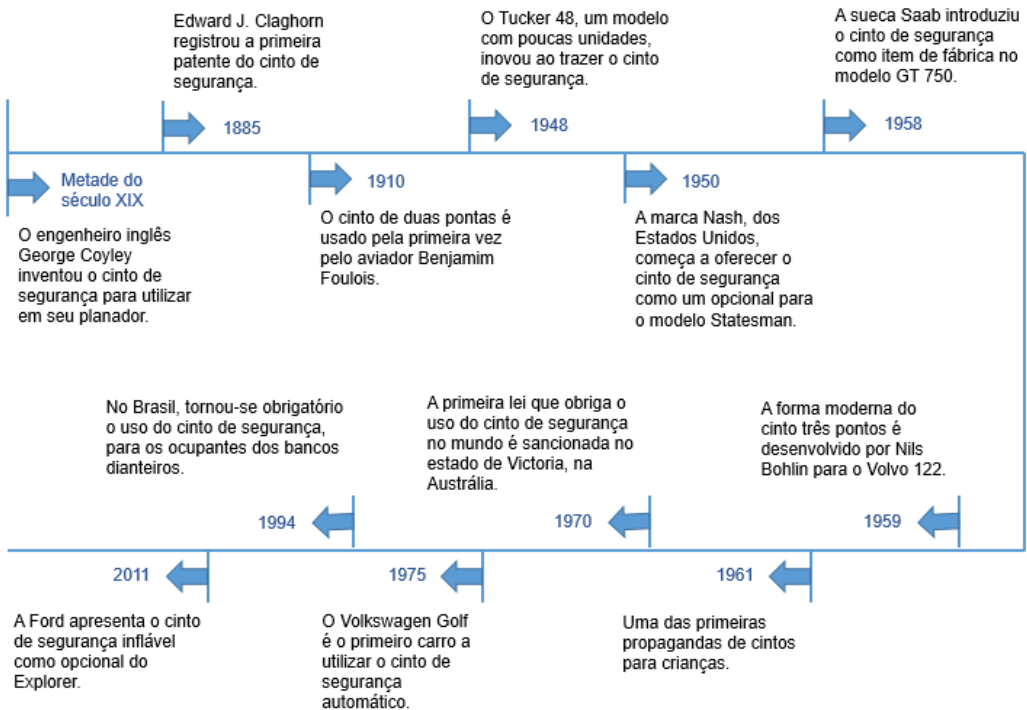 Metade do
século XIX
O engenheiro inglês
George Coyley
inventou o cinto de
segurança para utilizar
em seu planador.
Edward J. Claghorn
registrou a primeira
patente do cinto de
segurança.
1885
1910
O cinto de duas pontas é
usado pela primeira vez
pelo aviador Benjamim
Foulois.
O Tucker 48, um modelo
com poucas unidades,
inovou ao trazer o cinto
de segurança.
1948
1950
A marca Nash, dos
Estados Unidos,
começa a oferecer o
cinto de segurança
como um opcional para
o modelo Statesman.
A sueca Saab introduziu
o cinto de segurança
como item de fábrica no
modelo GT 750.
1958
A forma moderna do
cinto três pontos é
desenvolvido por Nils
Bohlin para o Volvo 122.
1959
1961
Uma das primeiras
propagandas de cintos
para crianças.
A primeira lei que obriga o
uso do cinto de segurança
no mundo é sancionada no
estado de Victoria, na
Austrália.
1970
1975
O Volkswagen Golf
é o primeiro carro a
utilizar o cinto de
segurança
automático.
No Brasil, tornou-se obrigatório
o uso do cinto de segurança,
para os ocupantes dos bancos
dianteiros.
1994
2011
A Ford apresenta o cinto
de segurança inflável
como opcional do
Explorer.